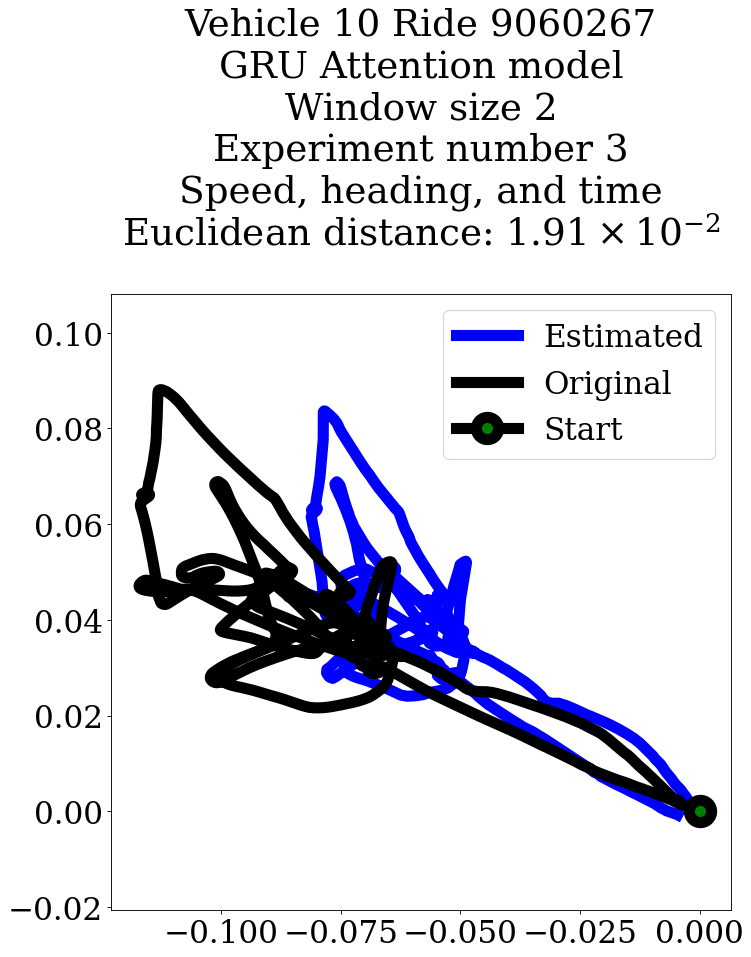 Vehicle 10 Ride 9060267
GRU Attention model
Window size 2
Experiment number 3
Speed, heading, and time
Euclidean distance: 1.91 × 10⁻²
Estimated
Original
Start
0.10
0.08
0.06
0.04
0.02
0.00
−0.02
−0.100 −0.075 −0.050 −0.025 0.000